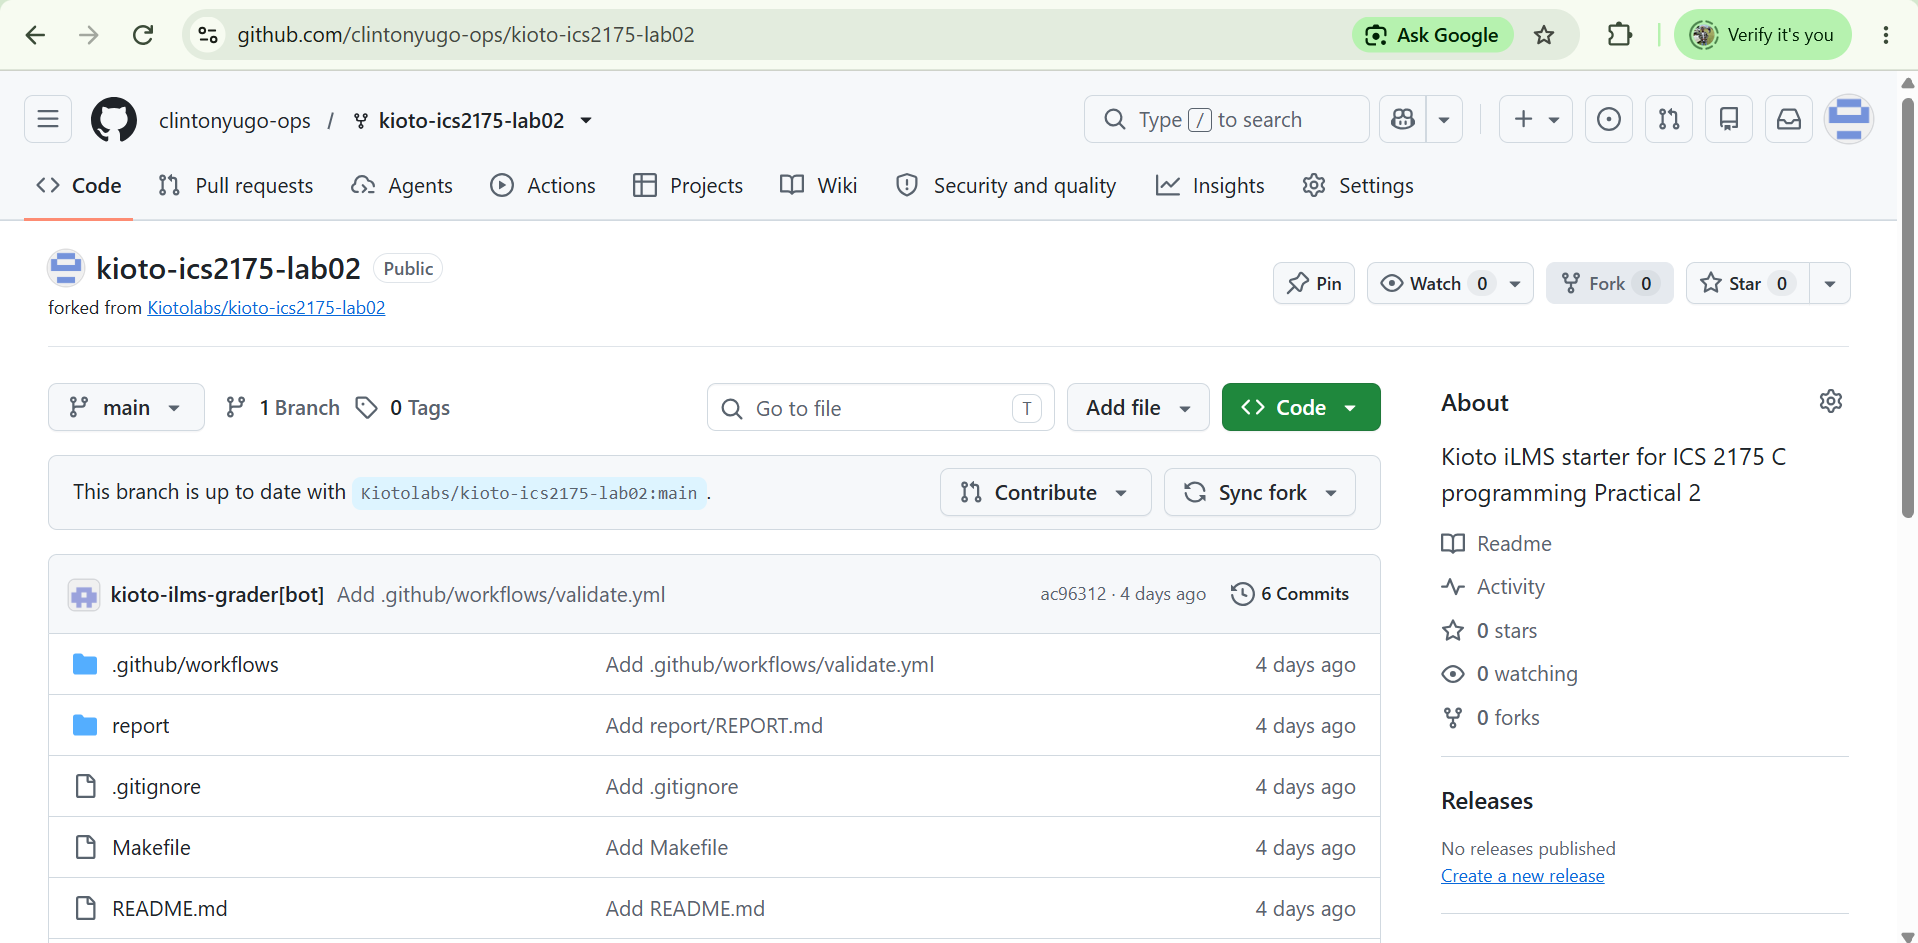 github.com/clintonyugo-ops/kioto-ics2175-lab02
Ask Google
Verify it's you
clintonyugo-ops / kioto-ics2175-lab02
Type / to search
Code
Pull requests
Agents
Actions
Projects
Wiki
Security and quality
Insights
Settings
kioto-ics2175-lab02 Public
forked from Kiotolabs/kioto-ics2175-lab02
Pin
Watch 0
Fork 0
Star 0
main
1 Branch
0 Tags
Go to file T
Add file
Code
This branch is up to date with Kiotolabs/kioto-ics2175-lab02:main .
Contribute
Sync fork
kioto-ilms-grader[bot] Add .github/workflows/validate.yml ac96312 · 4 days ago 6 Commits
.github/workflows Add .github/workflows/validate.yml 4 days ago
report Add report/REPORT.md 4 days ago
.gitignore Add .gitignore 4 days ago
Makefile Add Makefile 4 days ago
README.md Add README.md 4 days ago
About
Kioto iLMS starter for ICS 2175 C
programming Practical 2
Readme
Activity
0 stars
0 watching
0 forks
Releases
No releases published
Create a new release